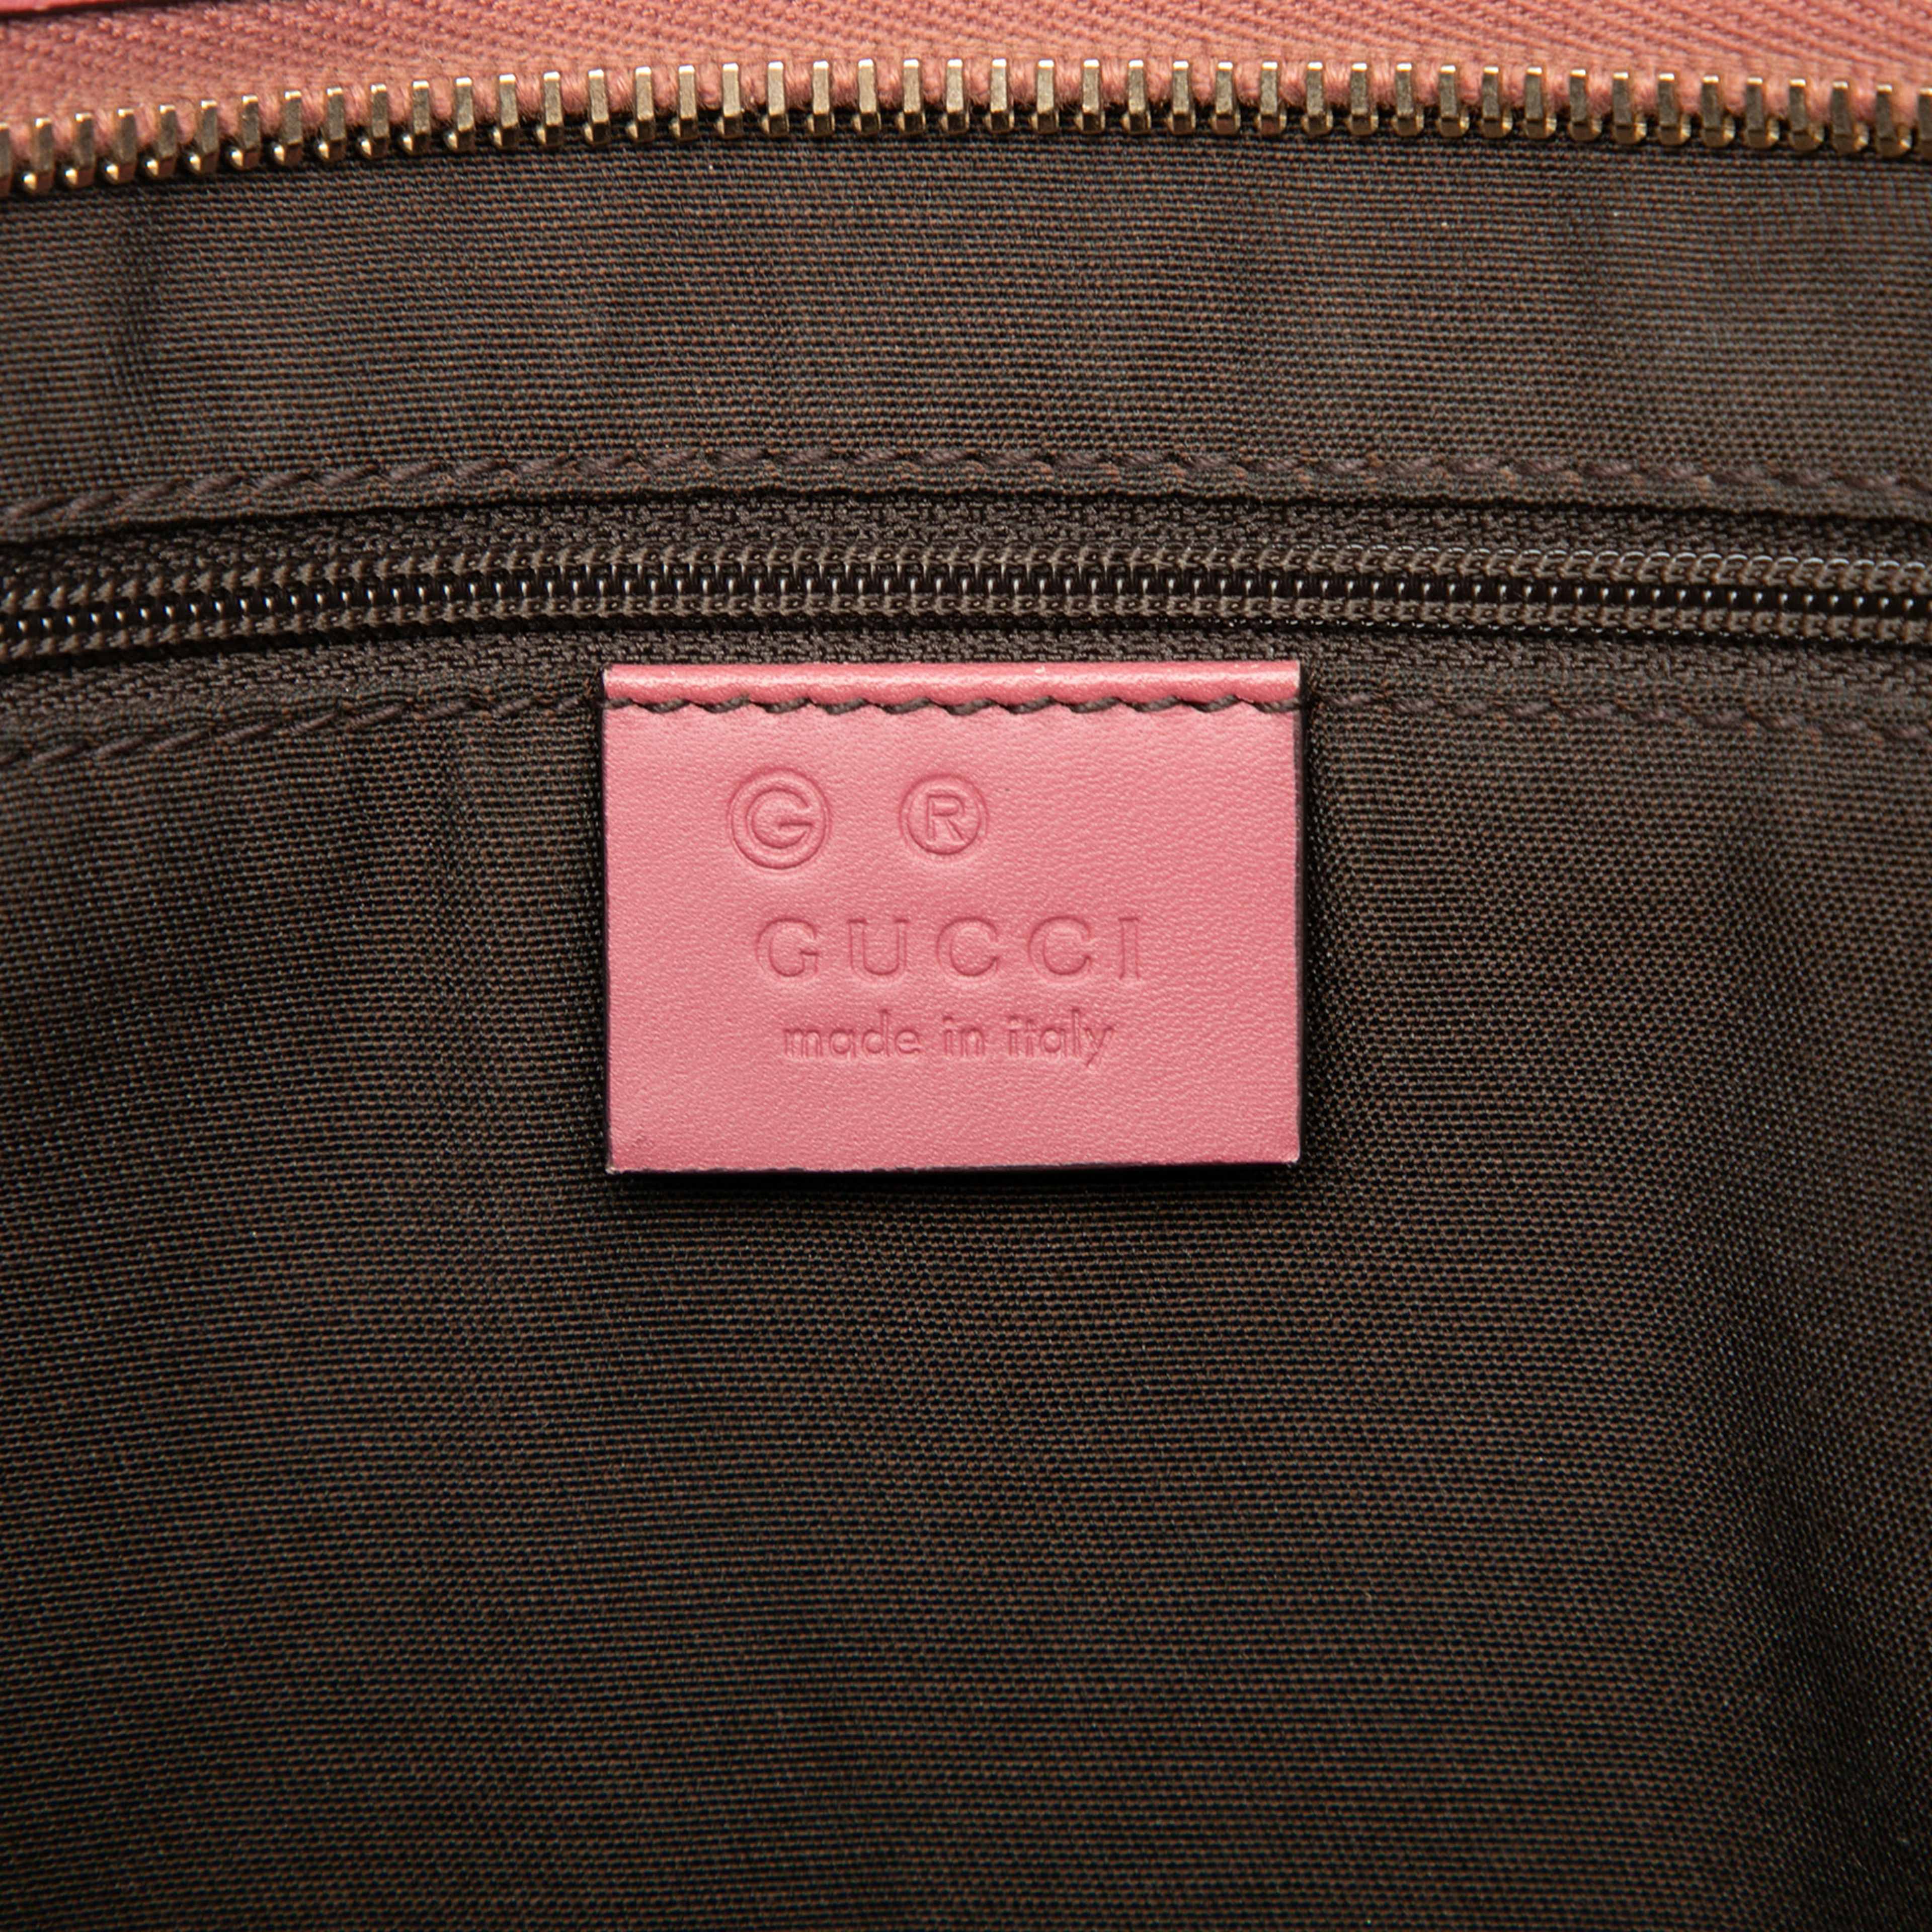 Ⓖ ®
GUCCI
made in italy